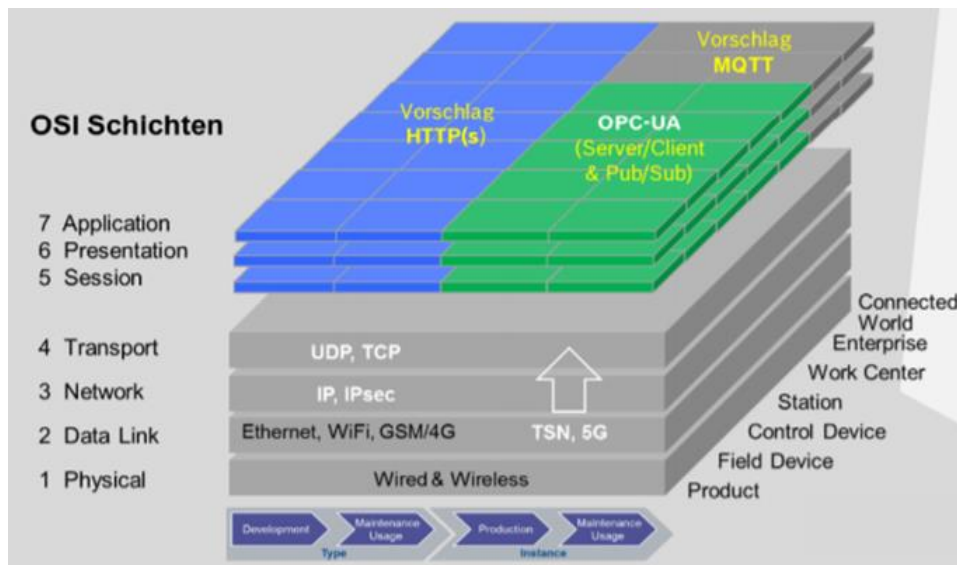 Vorschlag
MQTT
OSI Schichten
Vorschlag
HTTP(s)
OPC-UA
(Server/Client
& Pub/Sub)
7 Application
6 Presentation
5 Session
4 Transport
UDP, TCP
3 Network
IP, IPsec
2 Data Link
Ethernet, WiFi, GSM/4G
TSN, 5G
1 Physical
Wired & Wireless
Connected
World
Enterprise
Work Center
Station
Control Device
Field Device
Product
Development
Maintenance
Usage
Production
Maintenance
Usage
Type
Instance